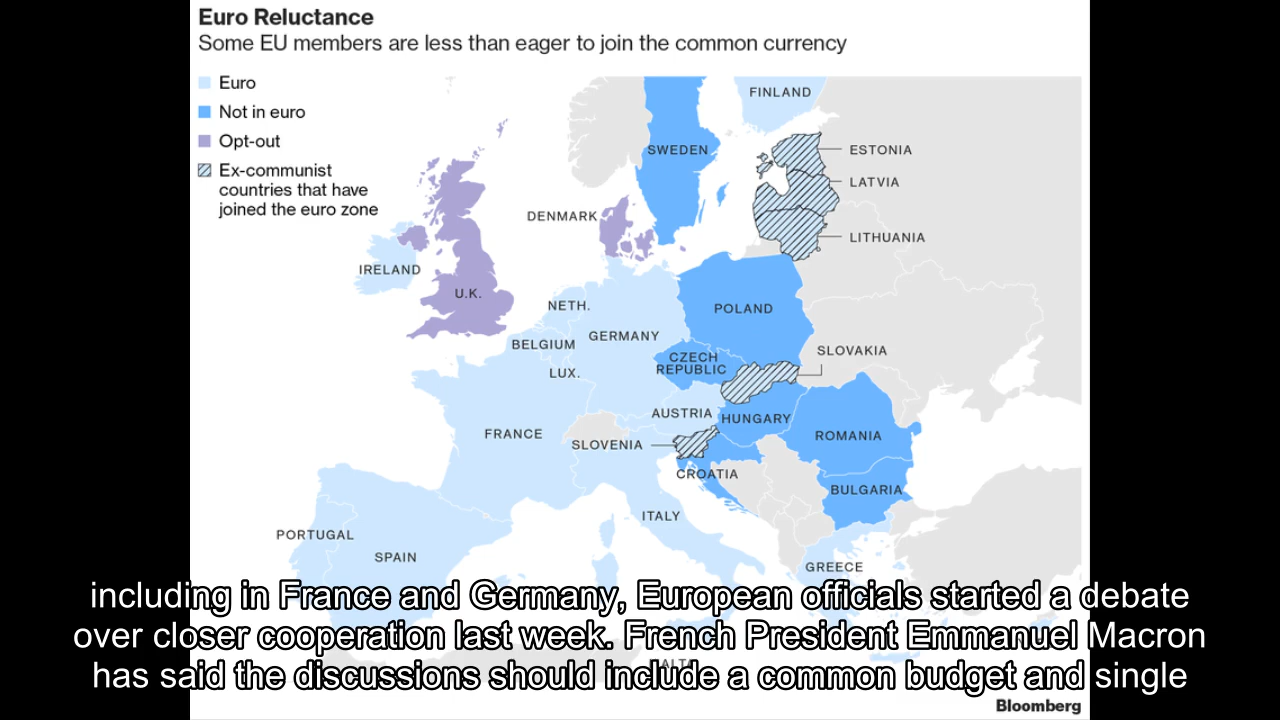 Euro Reluctance
Some EU members are less than eager to join the common currency
Euro
Not in euro
Opt-out
Ex-communist
countries that have
joined the euro zone
FINLAND
SWEDEN
ESTONIA
LATVIA
LITHUANIA
DENMARK
IRELAND
U.K.
NETH.
GERMANY
POLAND
BELGIUM
LUX.
CZECH
REPUBLIC
SLOVAKIA
AUSTRIA
HUNGARY
FRANCE
SLOVENIA
ROMANIA
CROATIA
BULGARIA
ITALY
PORTUGAL
SPAIN
GREECE
including in France and Germany, European officials started a debate
over closer cooperation last week. French President Emmanuel Macron
has said the discussions should include a common budget and single
Bloomberg